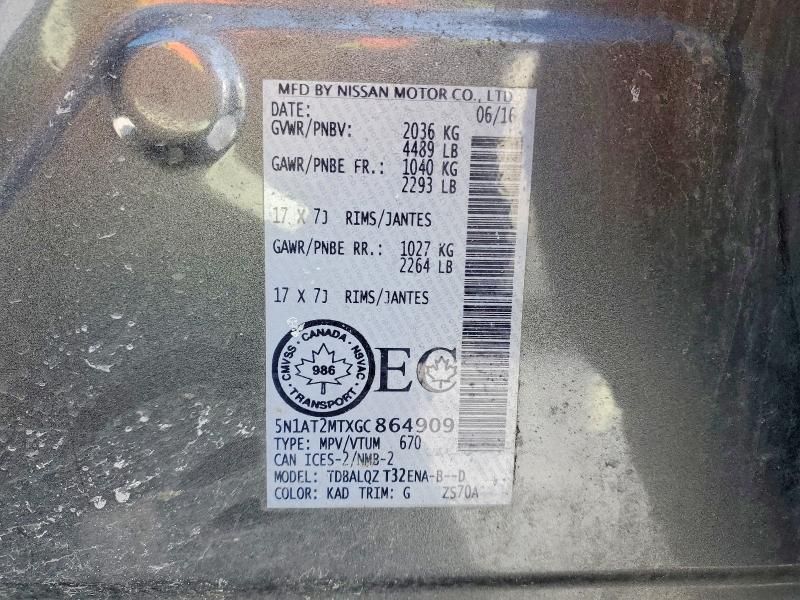 MFD BY NISSAN MOTOR CO., LTD
DATE: 06/16
GVWR/PNBV: 2036 KG
4489 LB
GAWR/PNBE FR.: 1040 KG
2293 LB
17 X 7J RIMS/JANTES
GAWR/PNBE RR.: 1027 KG
2264 LB
17 X 7J RIMS/JANTES
CMVSS · CANADA · NSVAC · TRANSPORT ·
986
EC
5N1AT2MTXGC864909
TYPE: MPV/VTUM 670
CAN ICES-2/NMB-2
MODEL: TDBALQZ T32ENA-B--D
COLOR: KAD TRIM: G ZS70A